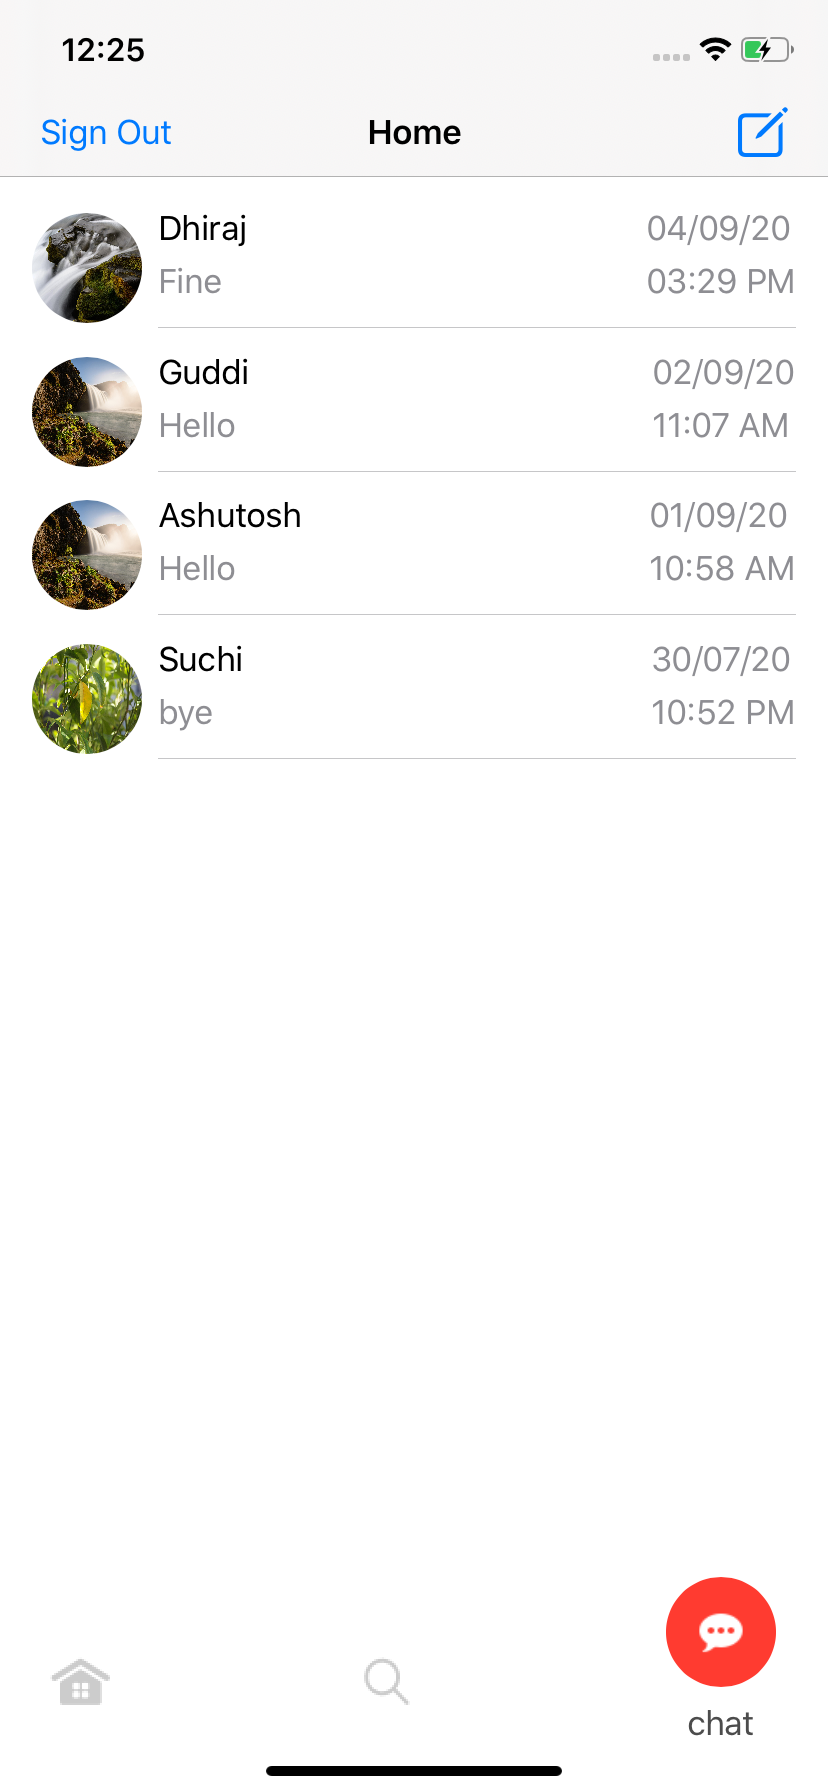 12:25
Sign Out Home
Dhiraj 04/09/20
Fine 03:29 PM
Guddi 02/09/20
Hello 11:07 AM
Ashutosh 01/09/20
Hello 10:58 AM
Suchi 30/07/20
bye 10:52 PM
chat